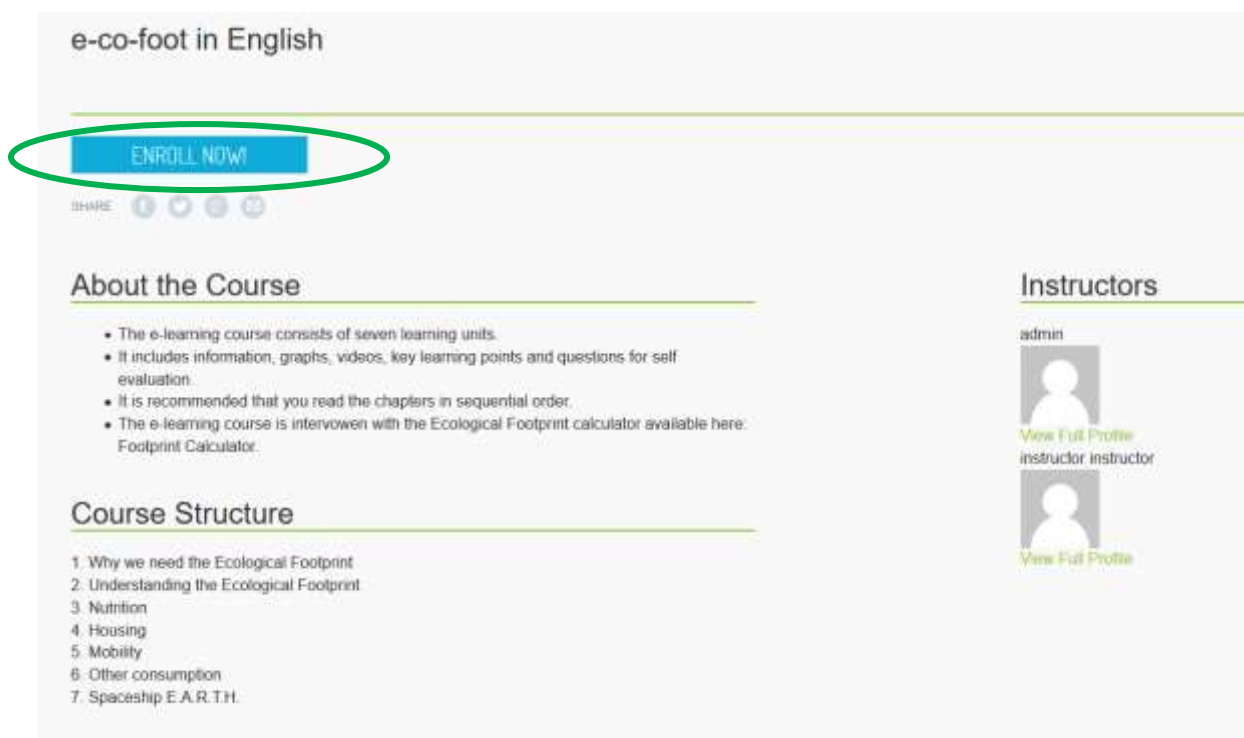 e-co-foot in English
ENROLL NOW!
SHARE
About the Course
• The e-learning course consists of seven learning units.
• It includes information, graphs, videos, key learning points and questions for self
evaluation.
• It is recommended that you read the chapters in sequential order.
• The e-learning course is intervowen with the Ecological Footprint calculator available here:
Footprint Calculator.
Course Structure
1. Why we need the Ecological Footprint
2. Understanding the Ecological Footprint
3. Nutrition
4. Housing
5. Mobility
6. Other consumption
7. Spaceship E.A.R.T.H.
Instructors
admin
View Full Profile
instructor instructor
View Full Profile